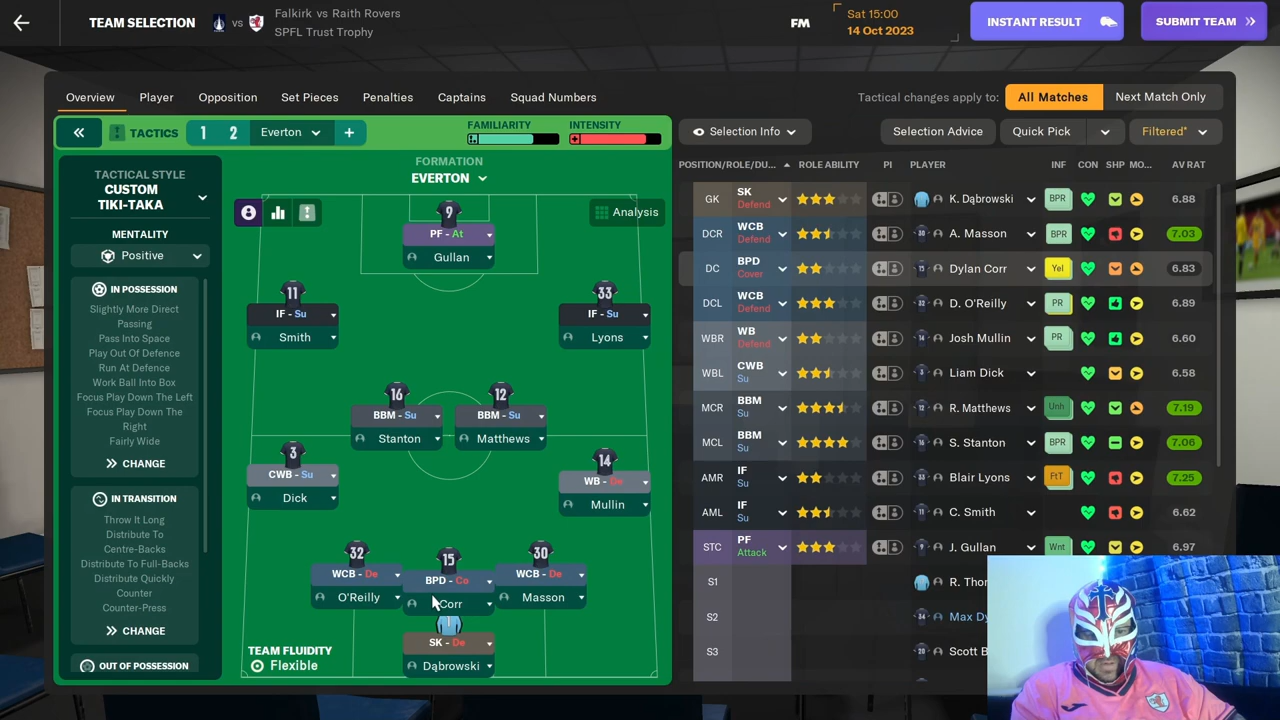 TEAM SELECTION
vs
Falkirk vs Raith Rovers
SPFL Trust Trophy
FM
Sat 15:00
14 Oct 2023
INSTANT RESULT
SUBMIT TEAM
Overview
Player
Opposition
Set Pieces
Penalties
Captains
Squad Numbers
Tactical changes apply to:
All Matches
Next Match Only
TACTICS
1
2
Everton
+
FAMILIARITY
INTENSITY
Selection Info
Selection Advice
Quick Pick
Filtered*
TACTICAL STYLE
CUSTOM
TIKI-TAKA
MENTALITY
Positive
IN POSSESSION
Slightly More Direct
Passing
Pass Into Space
Play Out Of Defence
Run At Defence
Work Ball Into Box
Focus Play Down The Left
Focus Play Down The
Right
Fairly Wide
CHANGE
IN TRANSITION
Throw It Long
Distribute To
Centre-Backs
Distribute To Full-Backs
Distribute Quickly
Counter
Counter-Press
CHANGE
OUT OF POSSESSION
FORMATION
EVERTON
Analysis
9
PF - At
Gullan
11
IF - Su
Smith
33
IF - Su
Lyons
16
BBM - Su
Stanton
12
BBM - Su
Matthews
3
CWB - Su
Dick
14
WB - De
Mullin
32
WCB - De
O'Reilly
15
BPD - Co
Corr
30
WCB - De
Masson
1
SK - De
Dąbrowski
TEAM FLUIDITY
Flexible
POSITION/ROLE/DU...
ROLE ABILITY
PI
PLAYER
INF
CON
SHP
MO...
AV RAT
GK
SK
Defend
K. Dąbrowski
BPR
6.88
DCR
WCB
Defend
A. Masson
BPR
7.03
DC
BPD
Cover
Dylan Corr
Yel
6.83
DCL
WCB
Defend
D. O'Reilly
PR
6.89
WBR
WB
Defend
Josh Mullin
PR
6.60
WBL
CWB
Su
Liam Dick
6.58
MCR
BBM
Su
R. Matthews
Unh
7.19
MCL
BBM
Su
S. Stanton
BPR
7.06
AMR
IF
Su
Blair Lyons
FtT
7.25
AML
IF
Su
C. Smith
6.62
STC
PF
Attack
J. Gullan
Wnt
6.97
S1
R. Thor
S2
Max Dy
S3
Scott B